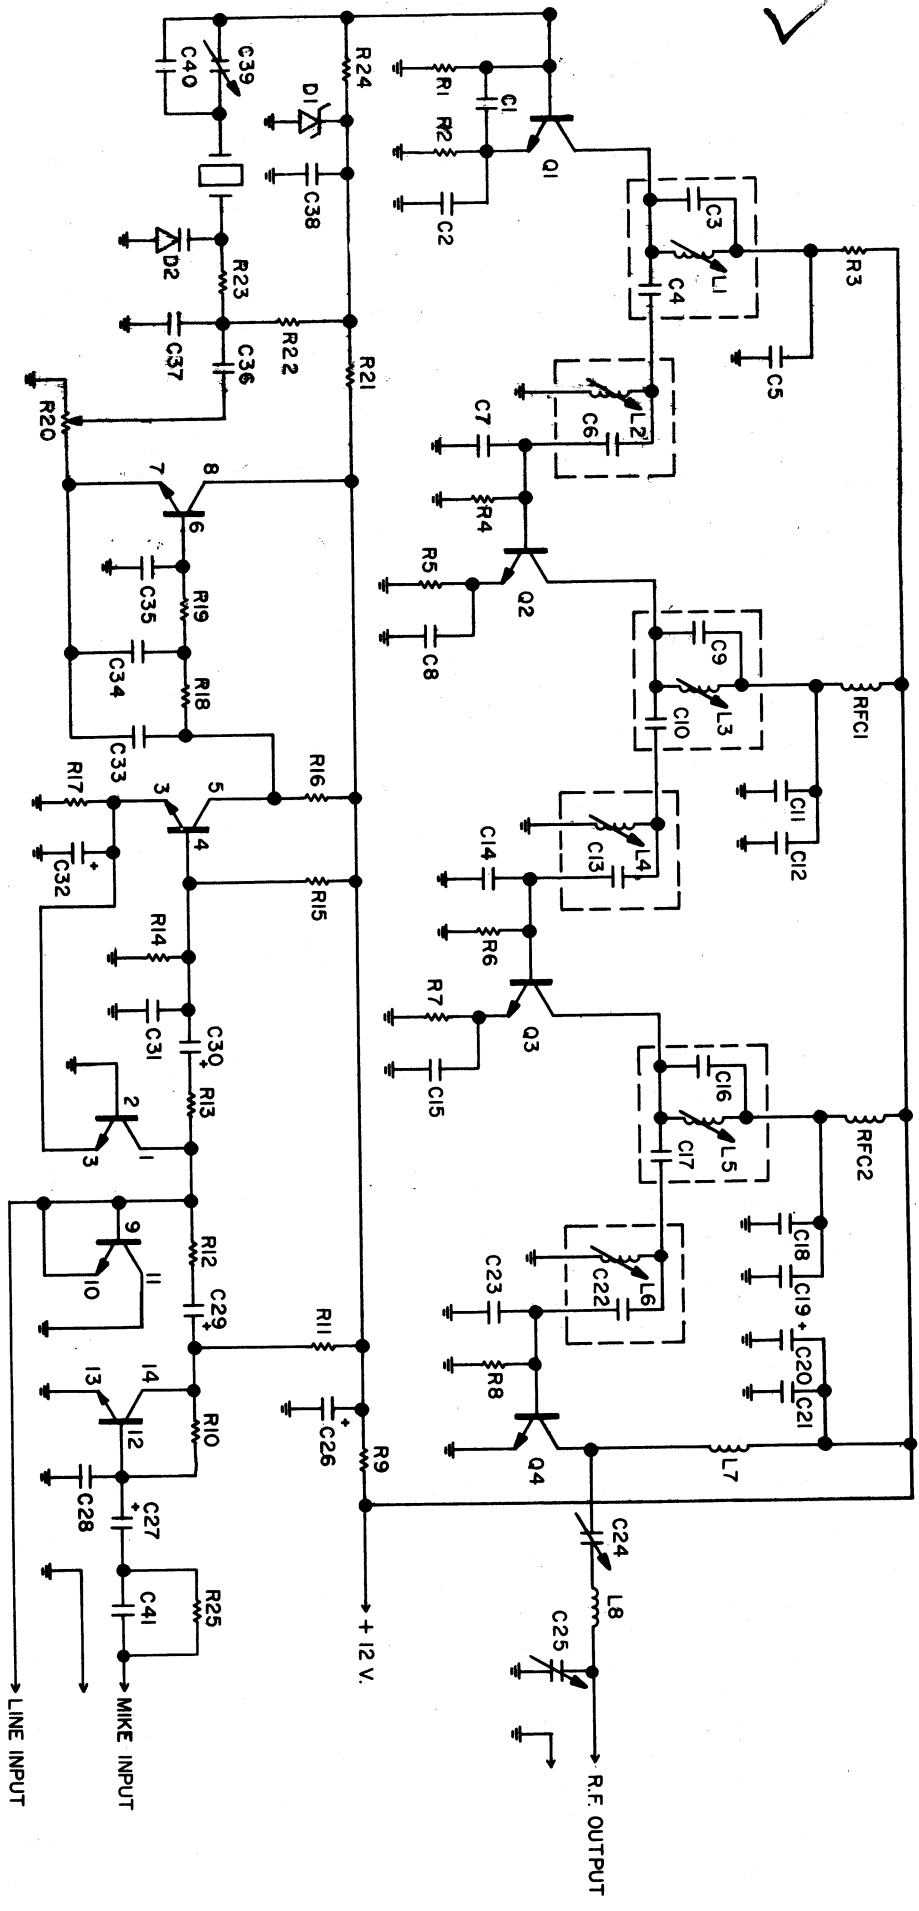 R3
RFC1
RFC2
C5
C11
C12
C18
C19
+
C20
C21
C3
L1
C4
C9
L3
C10
C16
L5
C17
L7
L2
C6
L4
C13
L6
C22
Q1
Q2
Q3
Q4
C1
R1
R2
C2
C7
R4
R5
C8
C14
R6
R7
C15
C23
R8
C24
L8
C25
R.F. OUTPUT
R24
D1
C38
R21
R22
R16
R15
R11
+
C26
R9
+ 12 V.
C39
C40
D2
R23
C37
C36
R20
8
7
6
R19
C35
C34
R18
C33
5
3
4
R17
+
C32
R14
C31
C30
+
R13
2
1
3
R12
9
11
10
C29
+
14
13
12
R10
C28
+
C27
R25
C41
MIKE INPUT
LINE INPUT